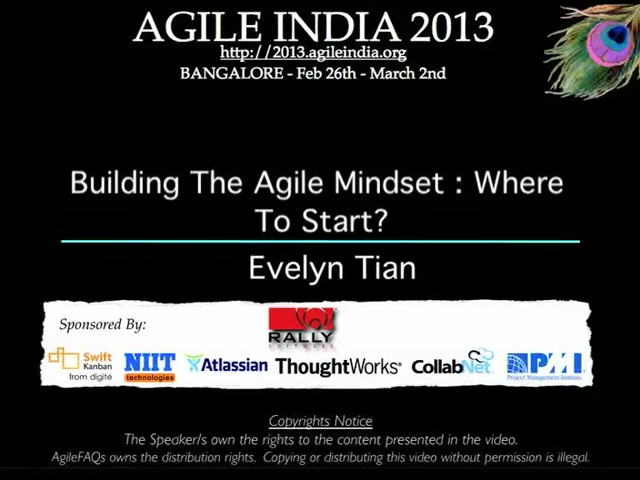 AGILE INDIA 2013
http://2013.agileindia.org
BANGALORE - Feb 26th - March 2nd
Building The Agile Mindset : Where
To Start?
Evelyn Tian
Sponsored By:
RALLY
Swift
Kanban
from digité
NIIT
technologies
Atlassian
ThoughtWorks®
CollabNet
PMI
Project Management Institute
Copyrights Notice
The Speaker/s own the rights to the content presented in the video.
AgileFAQs owns the distribution rights. Copying or distributing this video without permission is illegal.